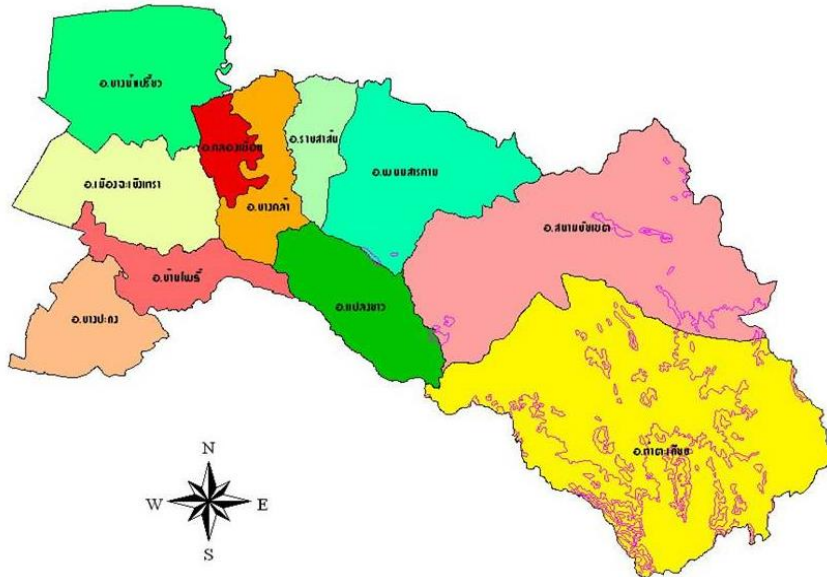 อ.บางน้ำเปรี้ยว
อ.คลองเขื่อน
อ.ราชสาส์น
อ.พนมสารคาม
อ.เมืองฉะเชิงเทรา
อ.บางคล้า
อ.สนามชัยเขต
อ.บ้านโพธิ์
อ.แปลงยาว
อ.บางปะกง
อ.ท่าตะเกียบ
N
W
E
S